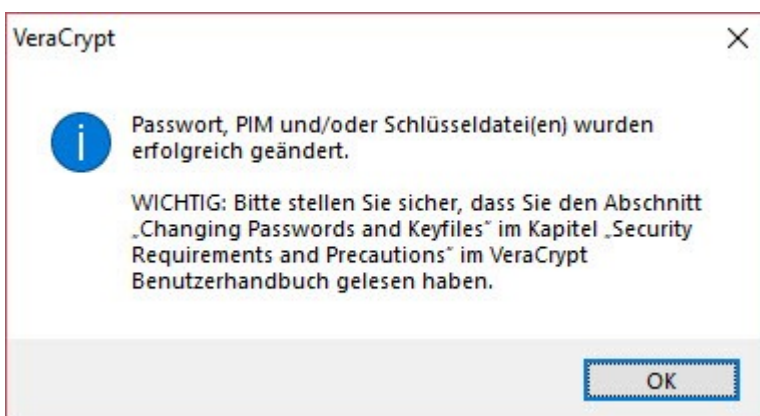 VeraCrypt
Passwort, PIM und/oder Schlüsseldatei(en) wurden
erfolgreich geändert.
WICHTIG: Bitte stellen Sie sicher, dass Sie den Abschnitt
„Changing Passwords and Keyfiles“ im Kapitel „Security
Requirements and Precautions“ im VeraCrypt
Benutzerhandbuch gelesen haben.
OK